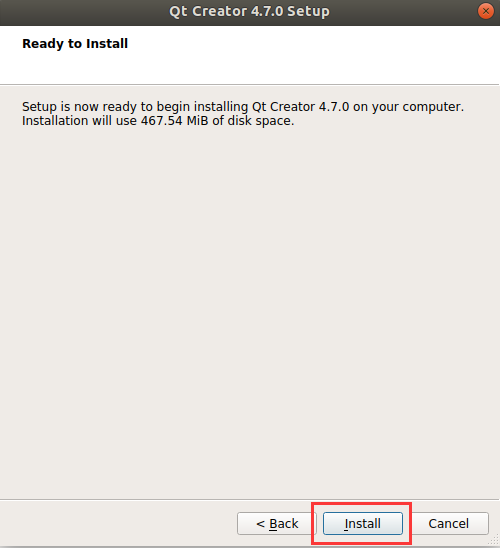 Qt Creator 4.7.0 Setup
Ready to Install
Setup is now ready to begin installing Qt Creator 4.7.0 on your computer.
Installation will use 467.54 MiB of disk space.
< Back Install Cancel